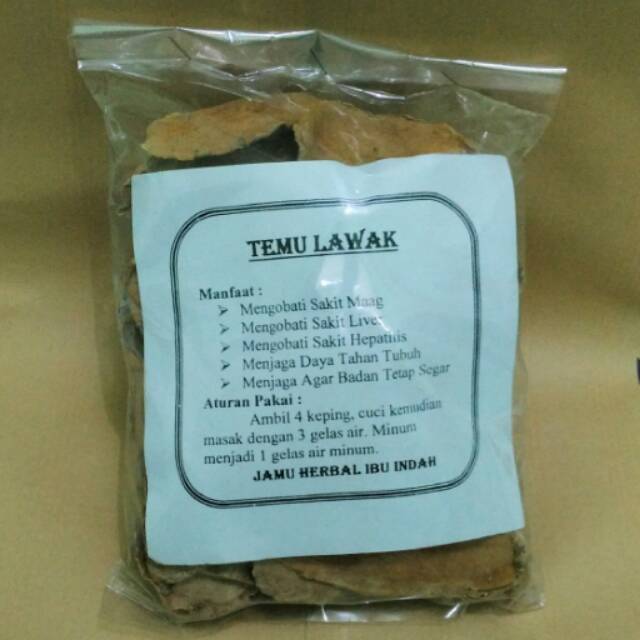 TEMU LAWAK
Manfaat :
➢ Mengobati Sakit Maag
➢ Mengobati Sakit Liver
➢ Mengobati Sakit Hepatitis
➢ Menjaga Daya Tahan Tubuh
➢ Menjaga Agar Badan Tetap Segar
Aturan Pakai :
Ambil 4 keping, cuci kemudian
masak dengan 3 gelas air. Minum
menjadi 1 gelas air minum.
JAMU HERBAL IBU INDAH